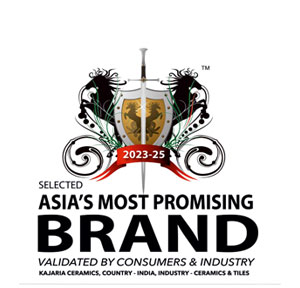 TM
2023-25
SELECTED
ASIA'S MOST PROMISING
BRAND
VALIDATED BY CONSUMERS & INDUSTRY
KAJARIA CERAMICS, COUNTRY - INDIA, INDUSTRY - CERAMICS & TILES